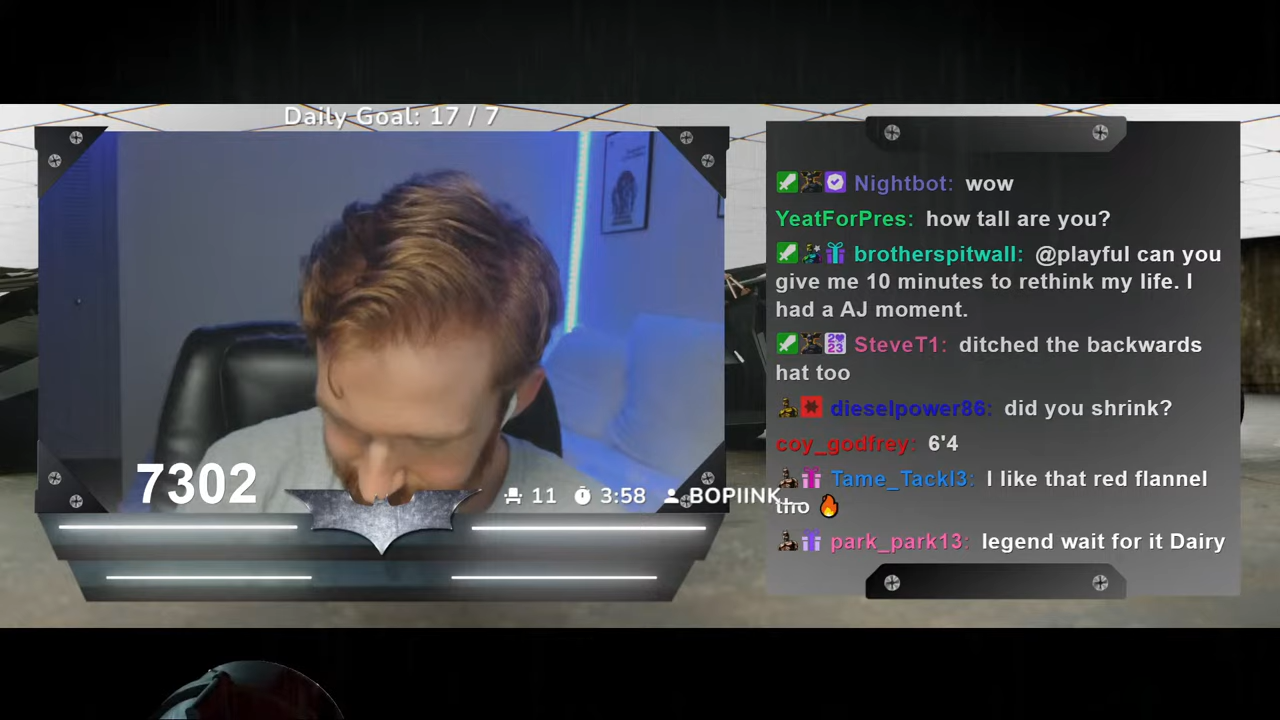 Daily Goal: 17 / 7
7302
11 3:58 BOPIINK
Nightbot: wow
YeatForPres: how tall are you?
brotherspitwall: @playful can you
give me 10 minutes to rethink my life. I
had a AJ moment.
SteveT1: ditched the backwards
hat too
dieselpower86: did you shrink?
coy_godfrey: 6'4
Tame_Tackl3: I like that red flannel
tho 🔥
park_park13: legend wait for it Dairy